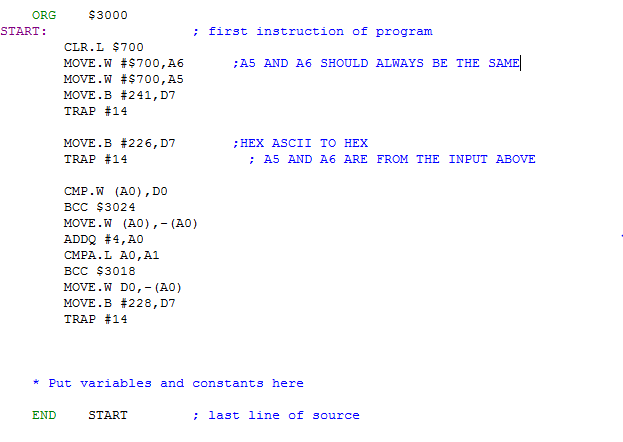 ORG    $3000
START:                  ; first instruction of program
CLR.L $700
MOVE.W #$700,A6      ;A5 AND A6 SHOULD ALWAYS BE THE SAME
MOVE.W #$700,A5
MOVE.B #241,D7
TRAP #14
MOVE.B #226,D7       ;HEX ASCII TO HEX
TRAP #14               ; A5 AND A6 ARE FROM THE INPUT ABOVE
CMP.W (A0),D0
BCC $3024
MOVE.W (A0),-(A0)
ADDQ #4,A0
CMPA.L A0,A1
BCC $3018
MOVE.W D0,-(A0)
MOVE.B #228,D7
TRAP #14
* Put variables and constants here
END    START        ; last line of source